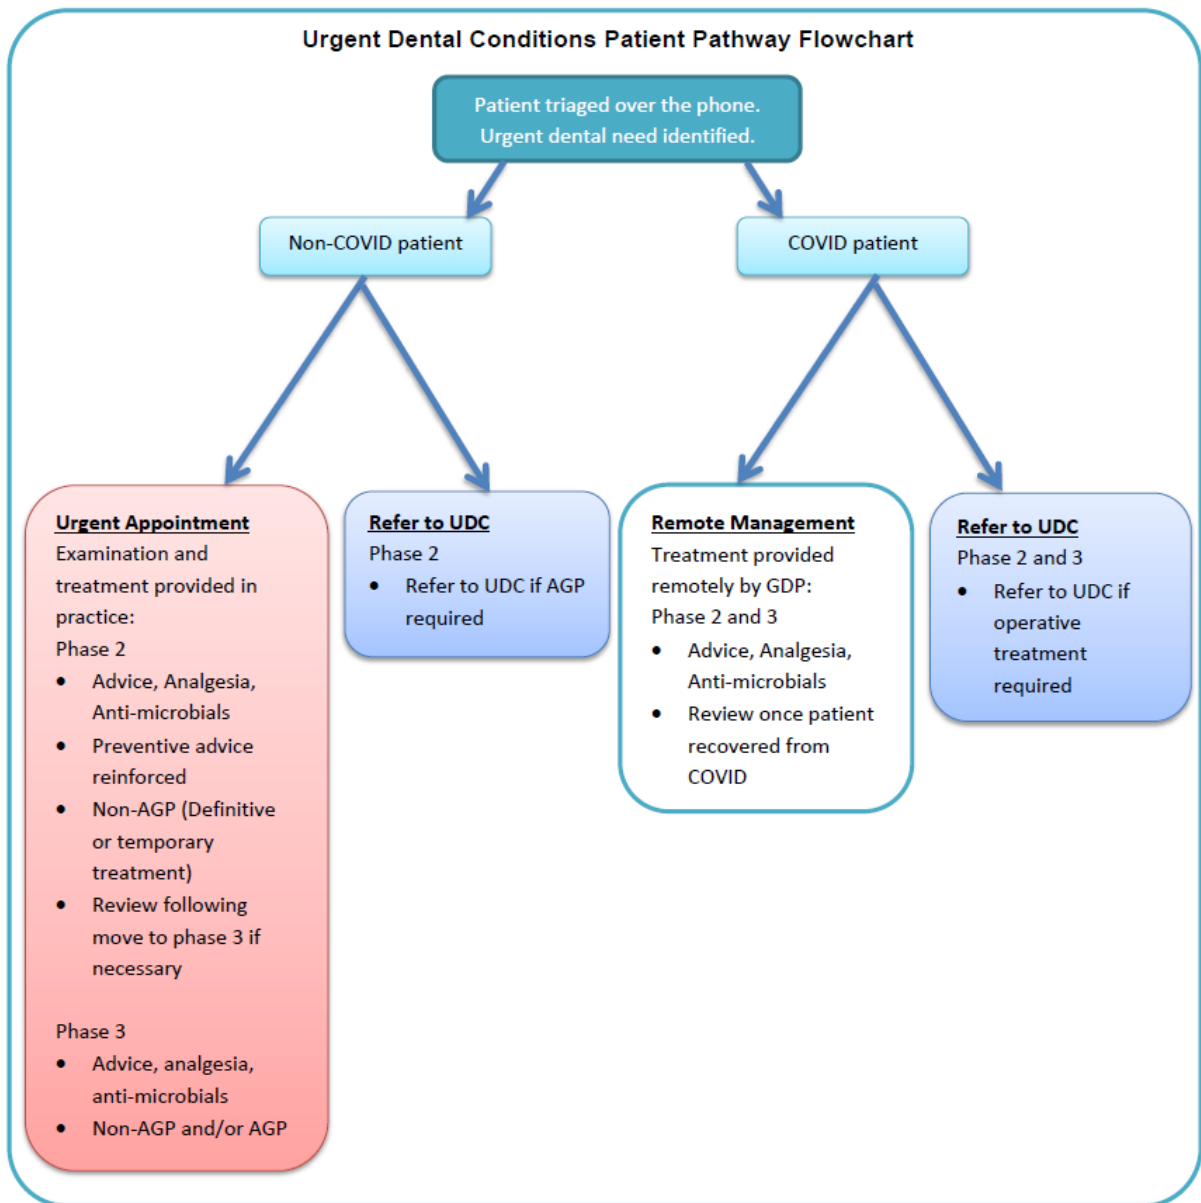 Urgent Dental Conditions Patient Pathway Flowchart
Patient triaged over the phone.
Urgent dental need identified.
Non-COVID patient
COVID patient
Urgent Appointment
Examination and
treatment provided in
practice:
Phase 2
• Advice, Analgesia,
Anti-microbials
• Preventive advice
reinforced
• Non-AGP (Definitive
or temporary
treatment)
• Review following
move to phase 3 if
necessary
Phase 3
• Advice, analgesia,
anti-microbials
• Non-AGP and/or AGP
Refer to UDC
Phase 2
• Refer to UDC if AGP
required
Remote Management
Treatment provided
remotely by GDP:
Phase 2 and 3
• Advice, Analgesia,
Anti-microbials
• Review once patient
recovered from
COVID
Refer to UDC
Phase 2 and 3
• Refer to UDC if
operative
treatment
required